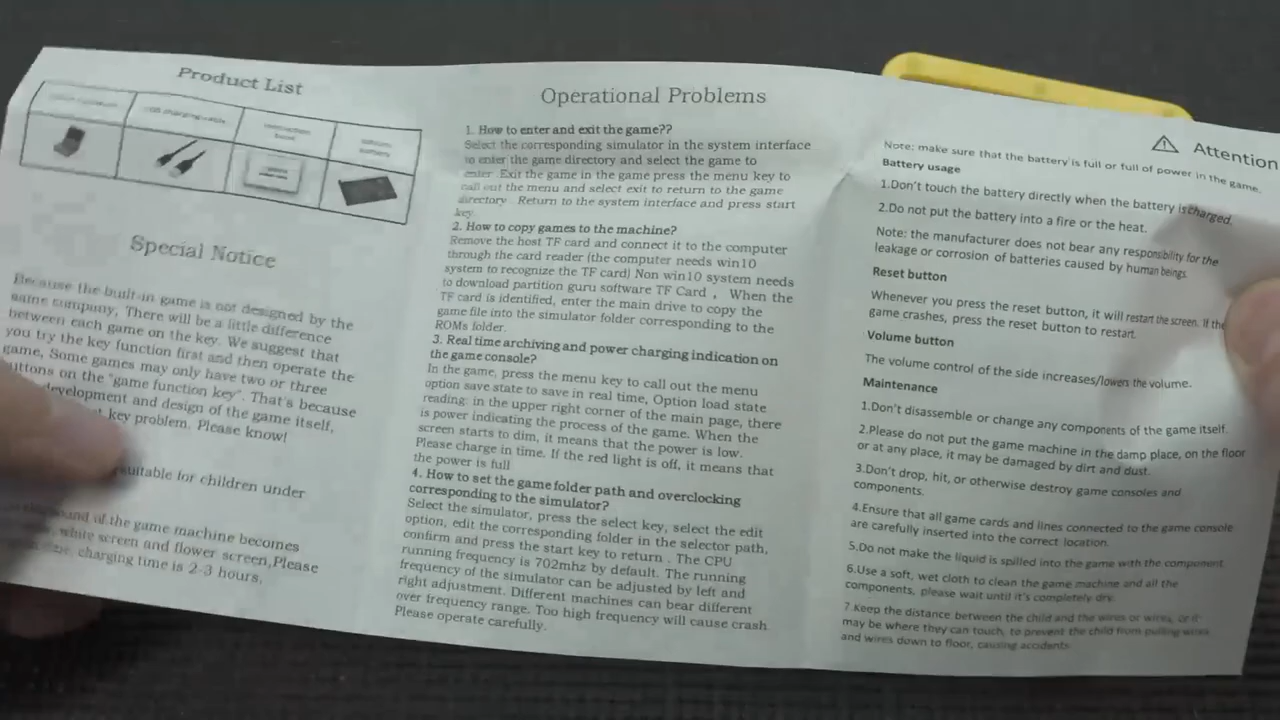 Product List
USB charging cable
instruction
book
lithium
battery
Special Notice
Because the built-in game is not designed by the
same company, There will be a little difference
between each game on the key. We suggest that
you try the key function first and then operate the
game, Some games may only have two or three
uttons on the "game function key". That's because
development and design of the game itself,
key problem. Please know!
suitable for children under
sound of the game machine becomes
, white screen and flower screen,Please
time, charging time is 2-3 hours,
Operational Problems
1. How to enter and exit the game??
Select the corresponding simulator in the system interface
to enter the game directory and select the game to
enter .Exit the game in the game press the menu key to
call out the menu and select exit to return to the game
directory . Return to the system interface and press start
key.
2. How to copy games to the machine?
Remove the host TF card and connect it to the computer
through the card reader (the computer needs win10
system to recognize the TF card) Non win10 system needs
to download partition guru software TF Card , When the
TF card is identified, enter the main drive to copy the
game file into the simulator folder corresponding to the
ROMs folder.
3. Real time archiving and power charging indication on
the game console?
In the game, press the menu key to call out the menu
option save state to save in real time, Option load state
reading: in the upper right corner of the main page, there
is power indicating the process of the game. When the
screen starts to dim, it means that the power is low.
Please charge in time. If the red light is off, it means that
the power is full
4. How to set the game folder path and overclocking
corresponding to the simulator?
Select the simulator, press the select key, select the edit
option, edit the corresponding folder in the selector path,
confirm and press the start key to return . The CPU
running frequency is 702mhz by default. The running
frequency of the simulator can be adjusted by left and
right adjustment. Different machines can bear different
over frequency range. Too high frequency will cause crash
Please operate carefully.
Attention
Note: make sure that the battery is full or full of power in the game.
Battery usage
1.Don't touch the battery directly when the battery is charged.
2.Do not put the battery into a fire or the heat.
Note: the manufacturer does not bear any responsibility for the
leakage or corrosion of batteries caused by human beings.
Reset button
Whenever you press the reset button, it will restart the screen. If the
game crashes, press the reset button to restart.
Volume button
The volume control of the side increases/lowers the volume.
Maintenance
1.Don't disassemble or change any components of the game itself.
2.Please do not put the game machine in the damp place, on the floor
or at any place, it may be damaged by dirt and dust.
3.Don't drop, hit, or otherwise destroy game consoles and
components.
4.Ensure that all game cards and lines connected to the game console
are carefully inserted into the correct location.
5.Do not make the liquid is spilled into the game with the component.
6.Use a soft, wet cloth to clean the game machine and all the
components, please wait until it's completely dry.
7.Keep the distance between the child and the wires or wires, or it
may be where they can touch, to prevent the child from pulling wires
and wires down to floor, causing accidents